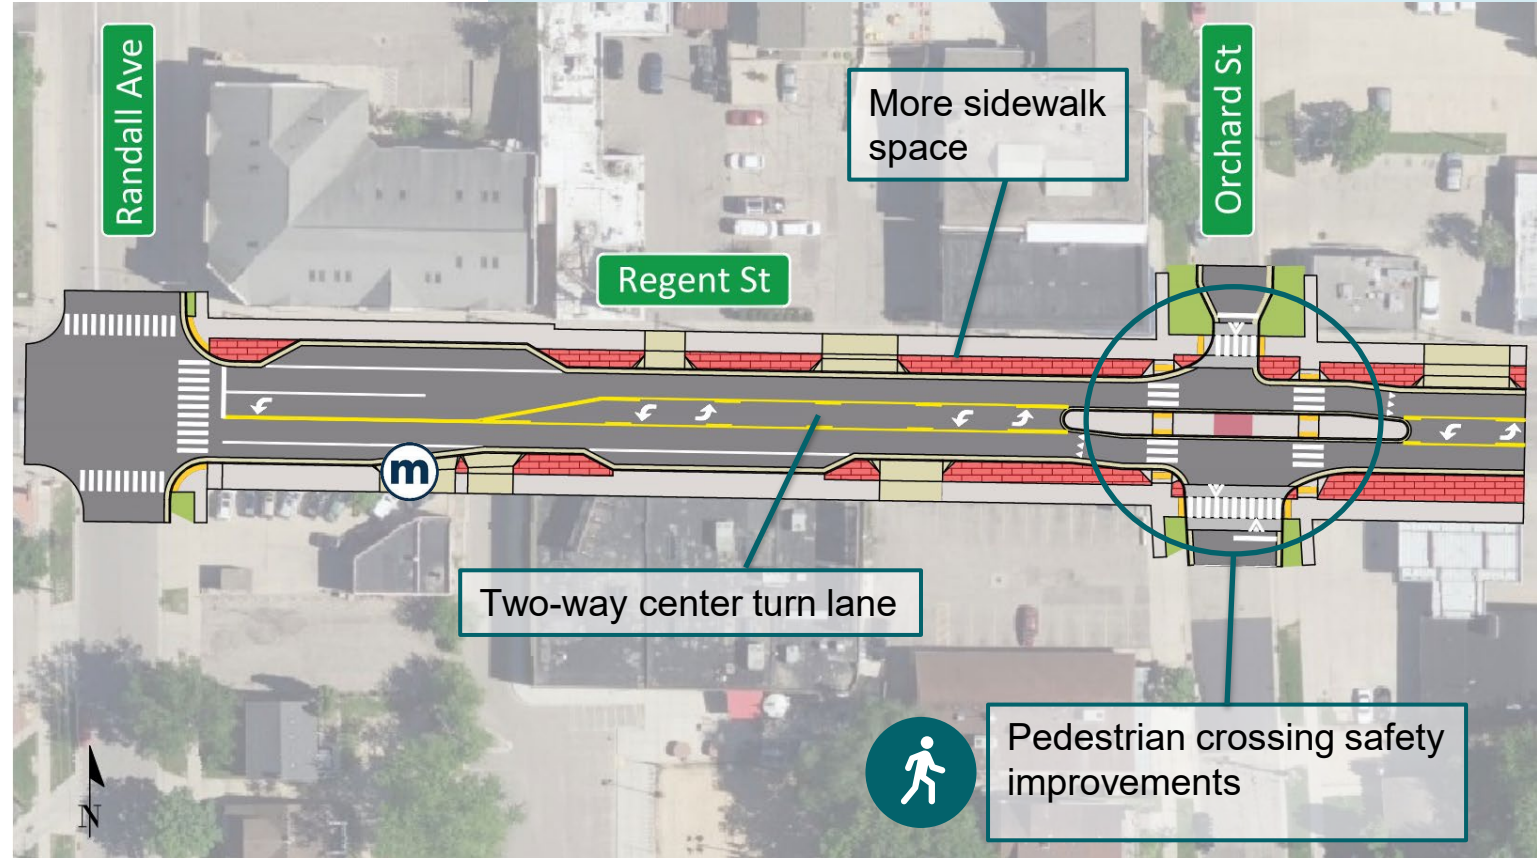 Randall Ave
Orchard St
More sidewalk
space
Regent St
m
Two-way center turn lane
Pedestrian crossing safety
improvements
N